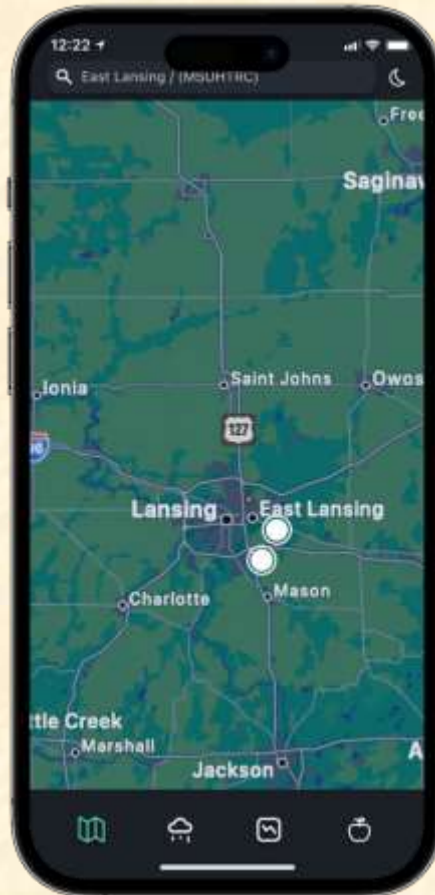 12:22
East Lansing / (MSUHTRC)
Free
Saginaw
Ionia
Saint Johns
Owos
127
Lansing
East Lansing
Charlotte
Mason
ttle Creek
Marshall
Jackson
A